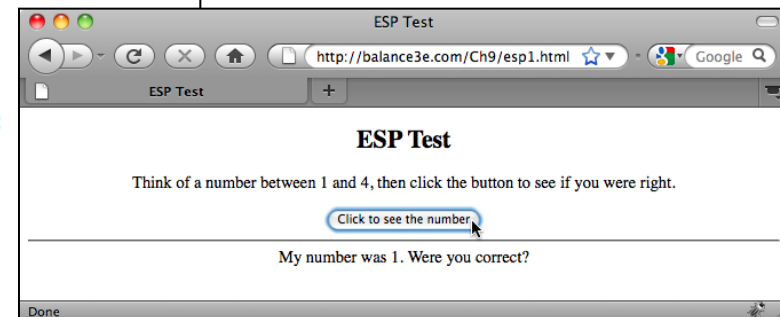 ESP Test
http://balance3e.com/Ch9/esp1.html
Google
ESP Test
ESP Test
Think of a number between 1 and 4, then click the button to see if you were right.
Click to see the number
My number was 1. Were you correct?
Done